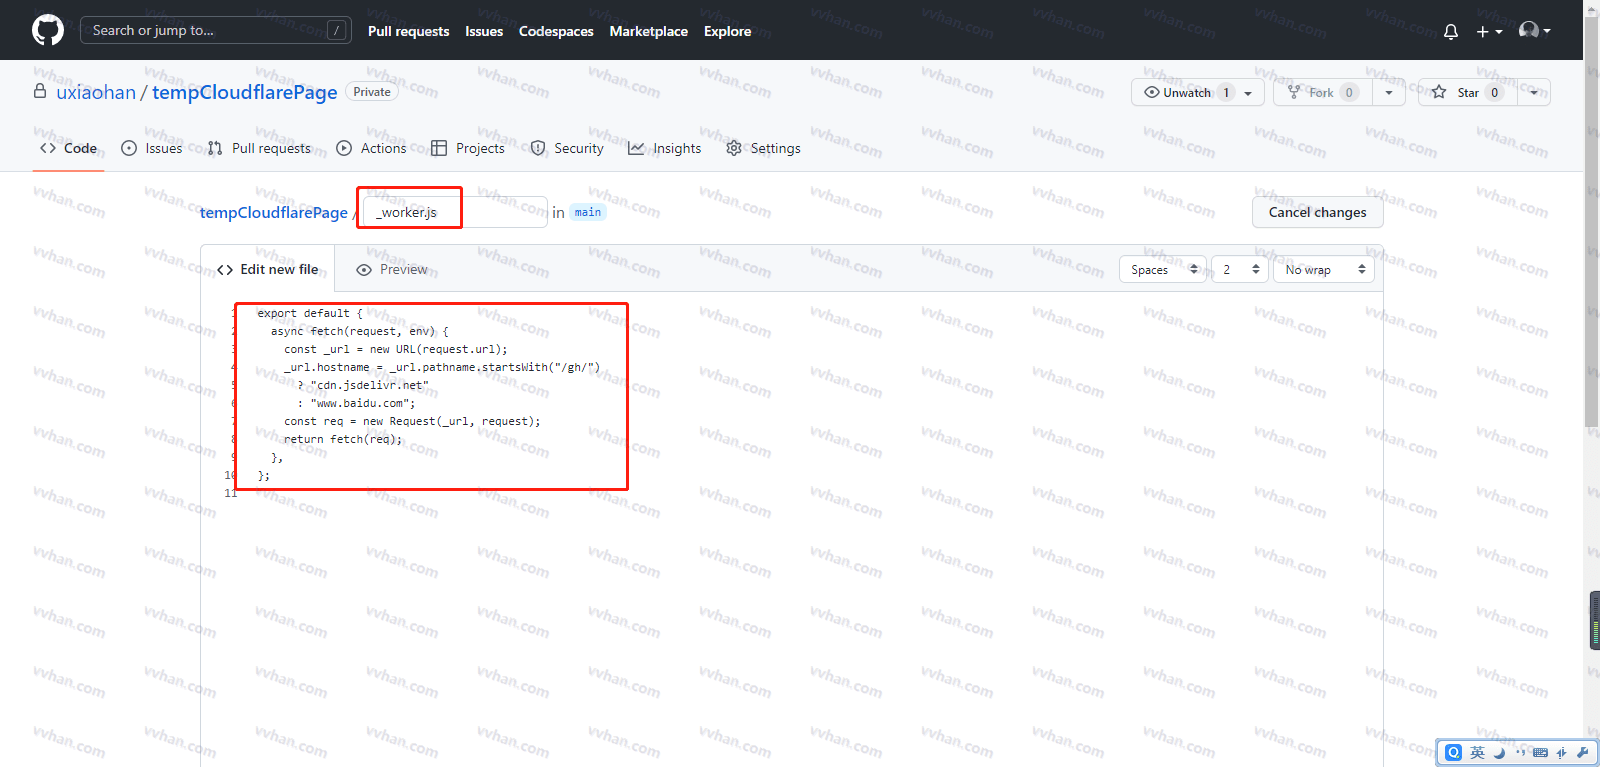 Search or jump to... /
Pull requests Issues Codespaces Marketplace Explore
uxiaohan / tempCloudflarePage Private
Unwatch 1 Fork 0 Star 0
Code Issues Pull requests Actions Projects Security Insights Settings
tempCloudflarePage / _worker.js in main
Cancel changes
Edit new file Preview
Spaces 2 No wrap
1 export default {
2 async fetch(request, env) {
3 const _url = new URL(request.url);
4 _url.hostname = _url.pathname.startsWith("/gh/")
5 ? "cdn.jsdelivr.net"
6 : "www.baidu.com";
7 const req = new Request(_url, request);
8 return fetch(req);
9 },
10 };
11
vvhan.com
英